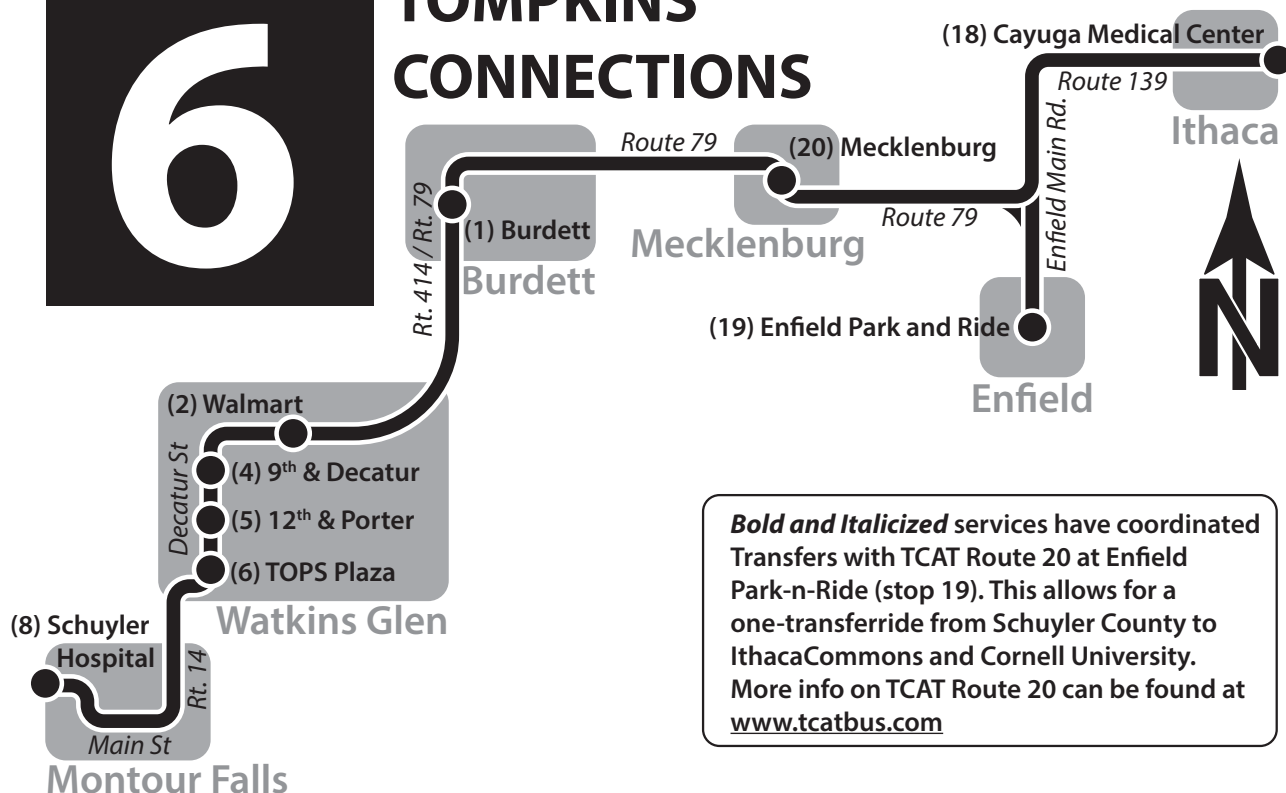 6
TOMPKINS
CONNECTIONS
(18) Cayuga Medical Center
Route 139
Ithaca
Enfield Main Rd.
Route 79
(20) Mecklenburg
Route 79
Mecklenburg
Rt. 414 / Rt. 79
(1) Burdett
Burdett
N
(19) Enfield Park and Ride
Enfield
(2) Walmart
Decatur St
(4) 9th & Decatur
(5) 12th & Porter
(6) TOPS Plaza
Watkins Glen
(8) Schuyler
Hospital
Rt. 14
Main St
Montour Falls
Bold and Italicized services have coordinated
Transfers with TCAT Route 20 at Enfield
Park-n-Ride (stop 19). This allows for a
one-transferride from Schuyler County to
IthacaCommons and Cornell University.
More info on TCAT Route 20 can be found at
www.tcatbus.com